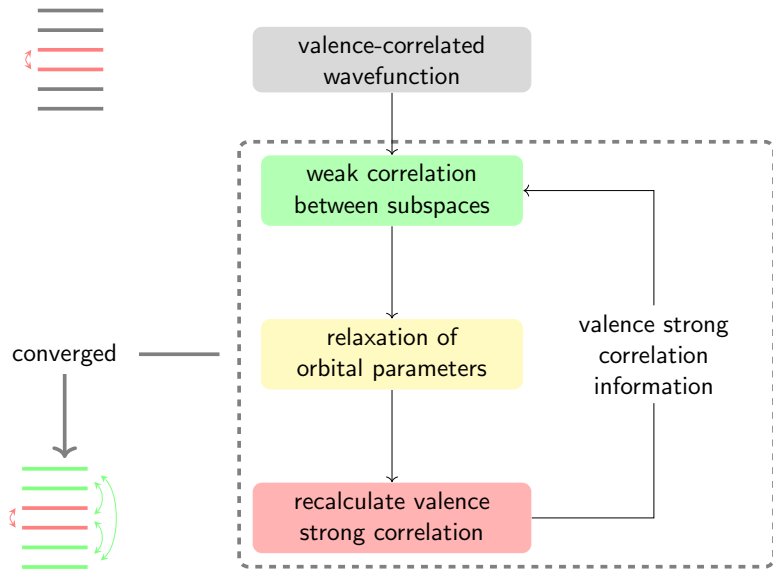 valence-correlated
wavefunction
weak correlation
between subspaces
relaxation of
orbital parameters
valence strong
correlation
information
converged
recalculate valence
strong correlation